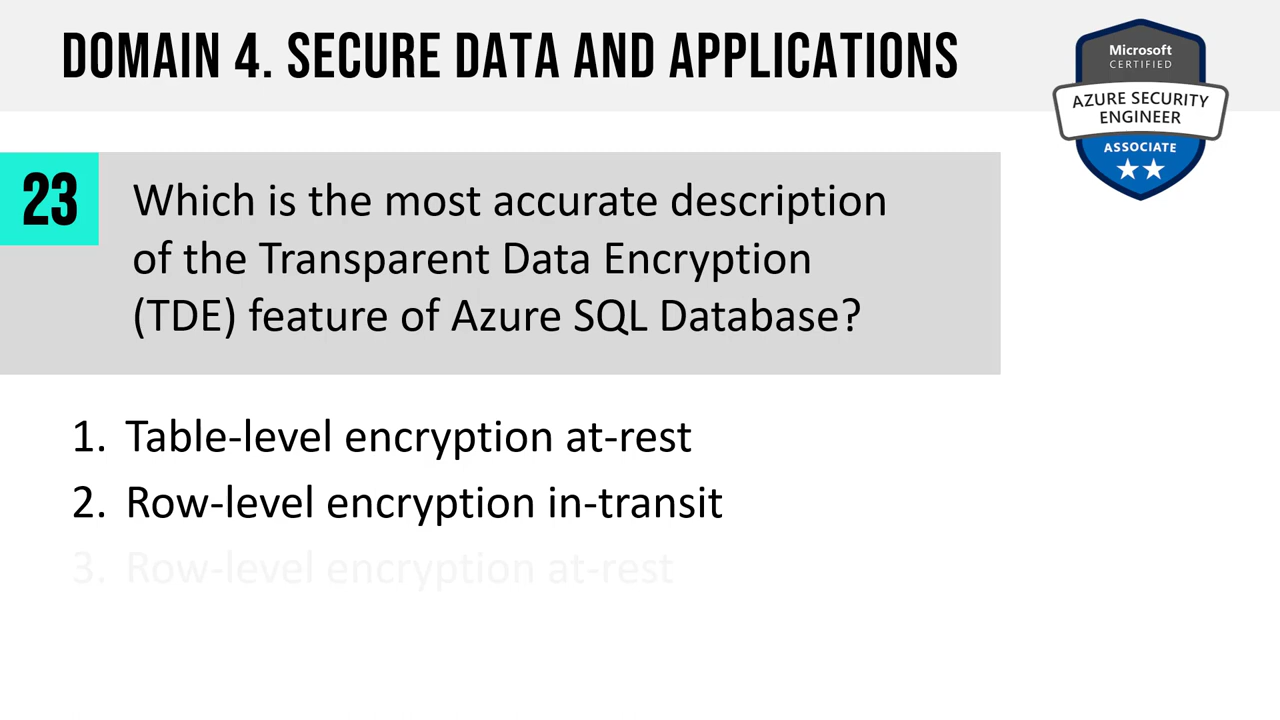 DOMAIN 4. SECURE DATA AND APPLICATIONS
Microsoft
CERTIFIED
AZURE SECURITY
ENGINEER
ASSOCIATE
23
Which is the most accurate description
of the Transparent Data Encryption
(TDE) feature of Azure SQL Database?
1. Table-level encryption at-rest
2. Row-level encryption in-transit
3. Row-level encryption at-rest